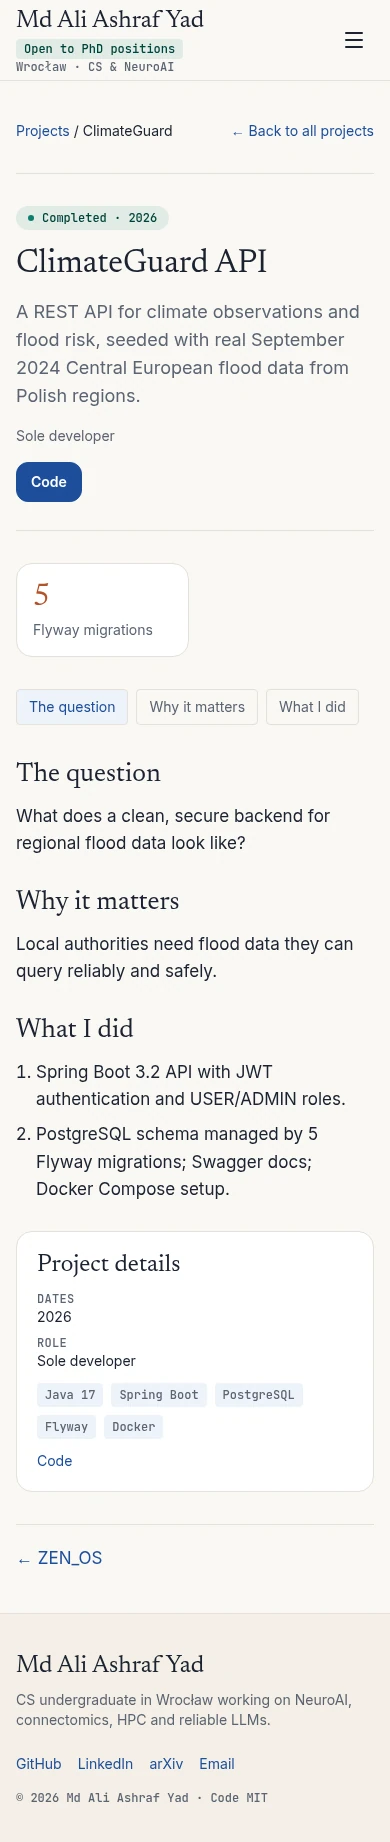 Md Ali Ashraf Yad
Open to PhD positions
Wrocław · CS & NeuroAI
Projects / ClimateGuard
← Back to all projects
Completed · 2026
ClimateGuard API
A REST API for climate observations and
flood risk, seeded with real September
2024 Central European flood data from
Polish regions.
Sole developer
Code
5
Flyway migrations
The question
Why it matters
What I did
The question
What does a clean, secure backend for
regional flood data look like?
Why it matters
Local authorities need flood data they can
query reliably and safely.
What I did
1. Spring Boot 3.2 API with JWT
authentication and USER/ADMIN roles.
2. PostgreSQL schema managed by 5
Flyway migrations; Swagger docs;
Docker Compose setup.
Project details
DATES
2026
ROLE
Sole developer
Java 17
Spring Boot
PostgreSQL
Flyway
Docker
Code
← ZEN_OS
Md Ali Ashraf Yad
CS undergraduate in Wrocław working on NeuroAI,
connectomics, HPC and reliable LLMs.
GitHub
LinkedIn
arXiv
Email
© 2026 Md Ali Ashraf Yad · Code MIT